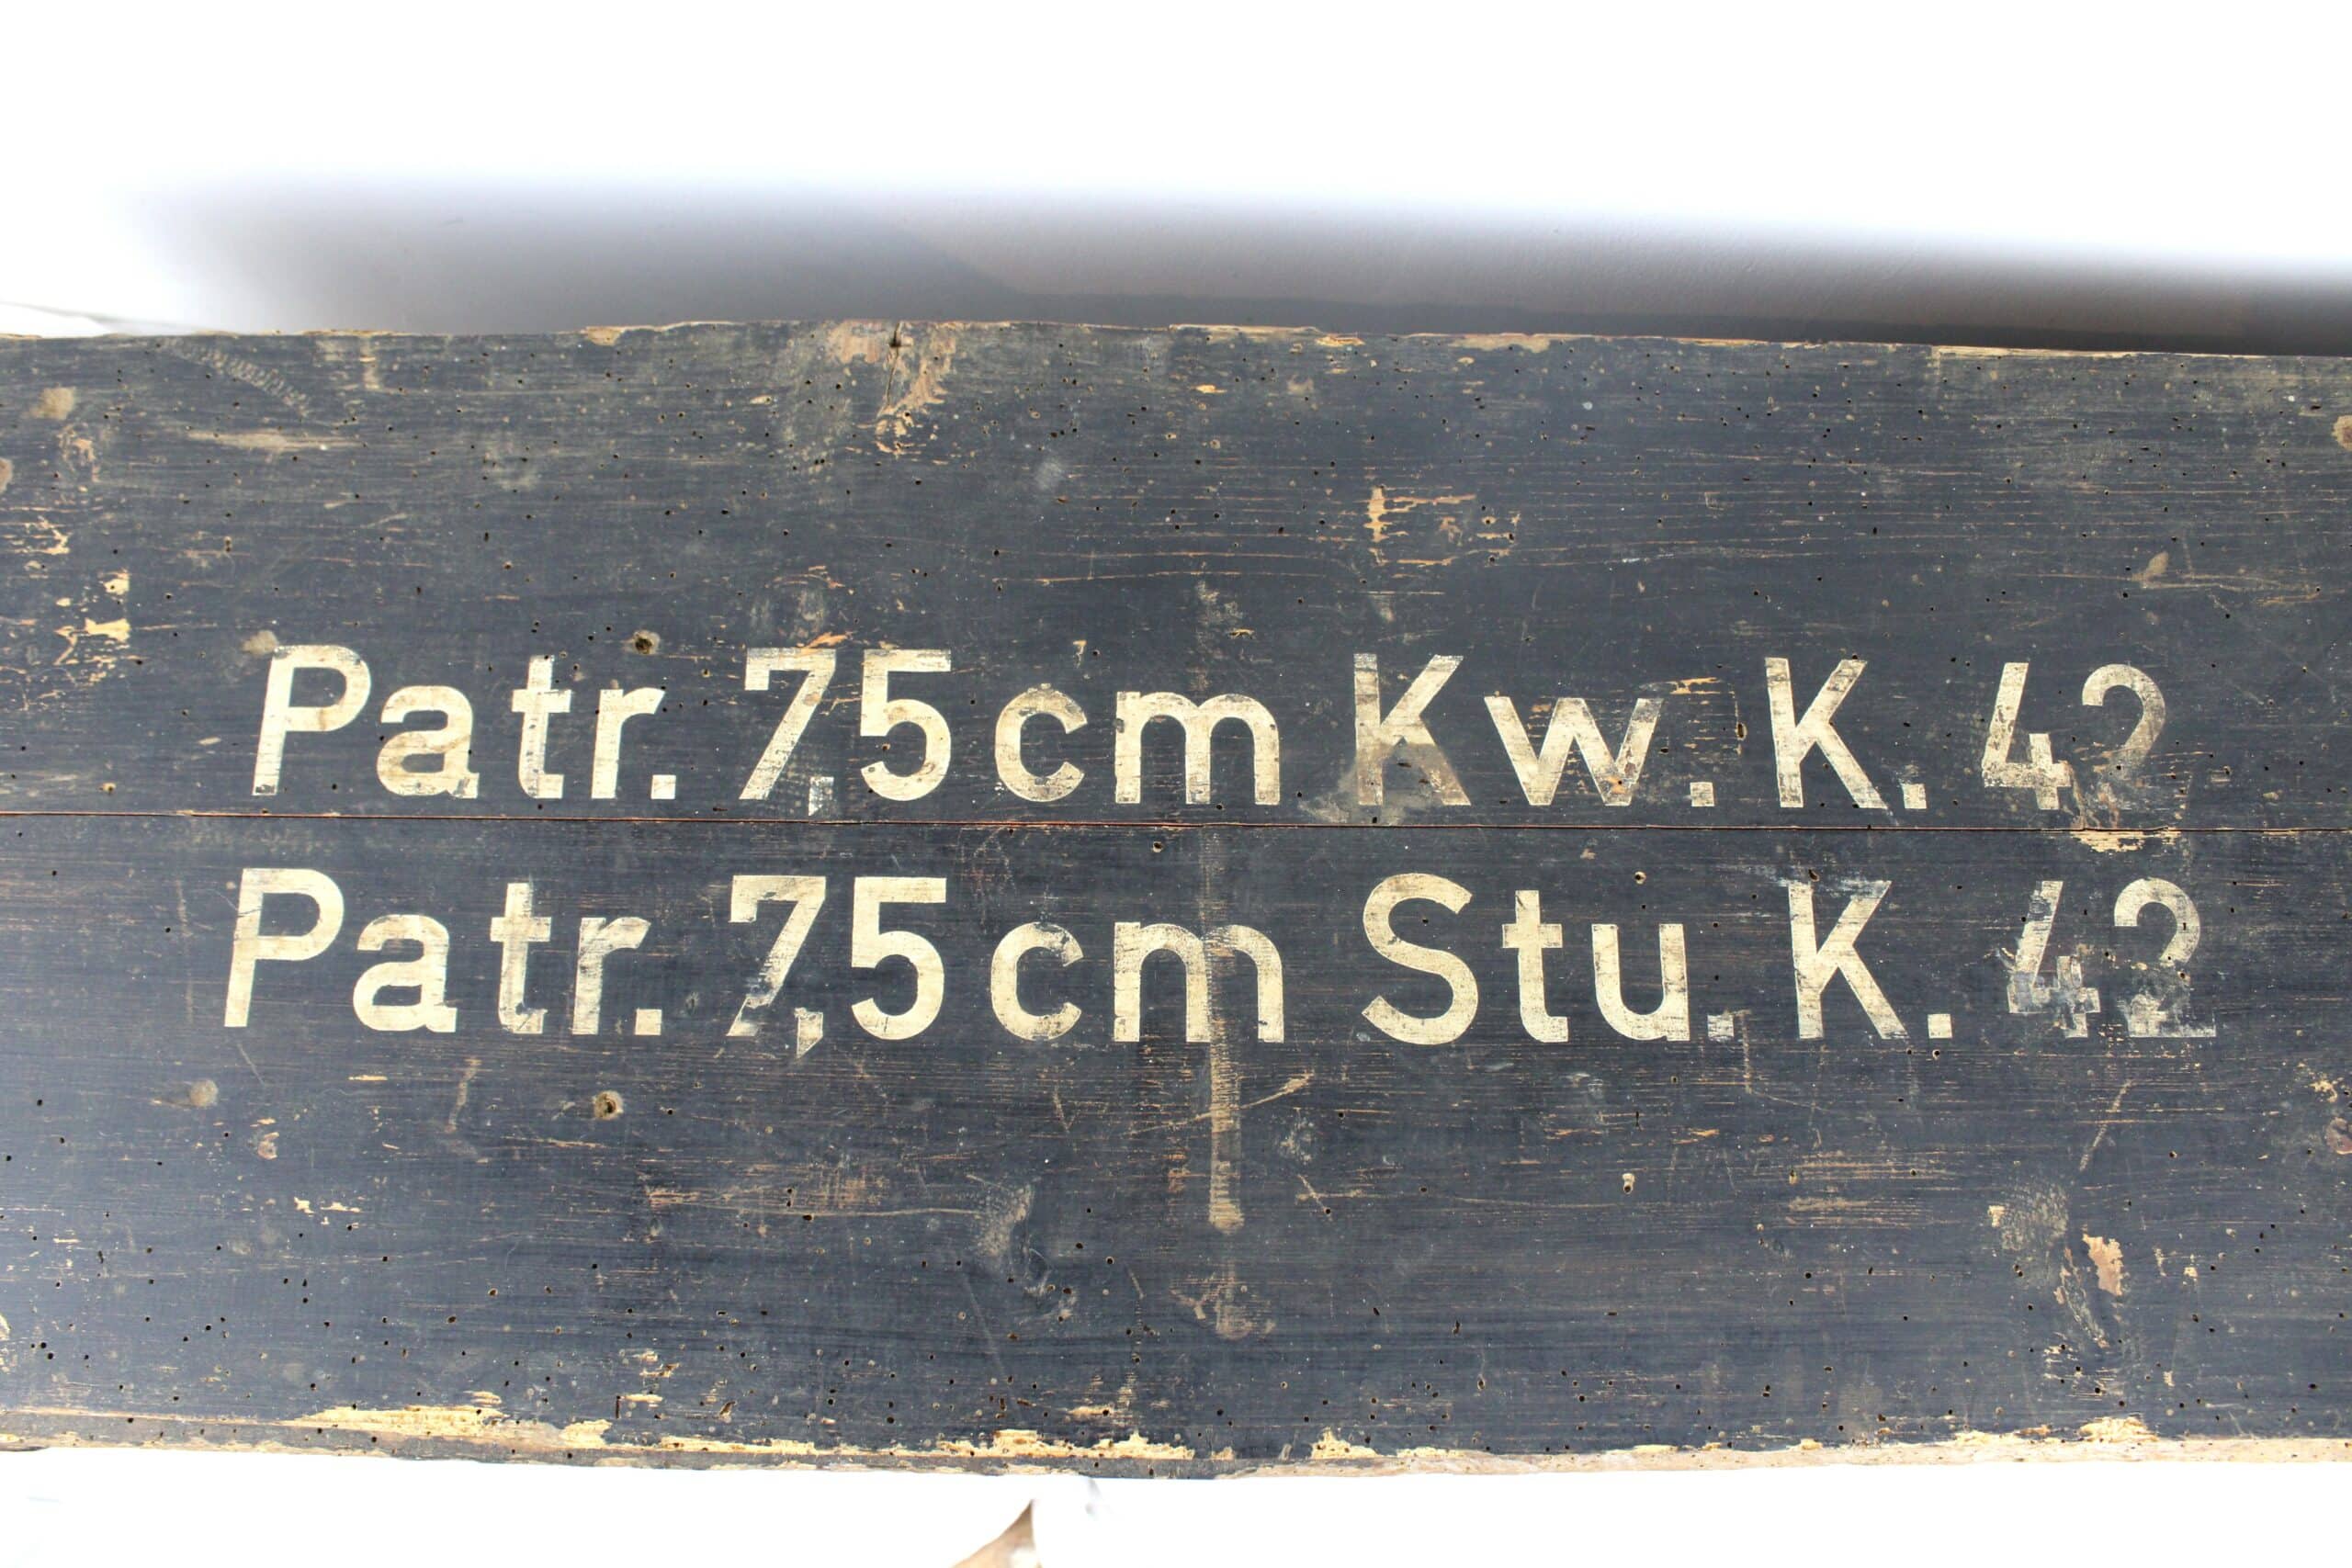 Patr. 7,5cm Kw.K. 42
Patr. 7,5cm Stu.K. 42